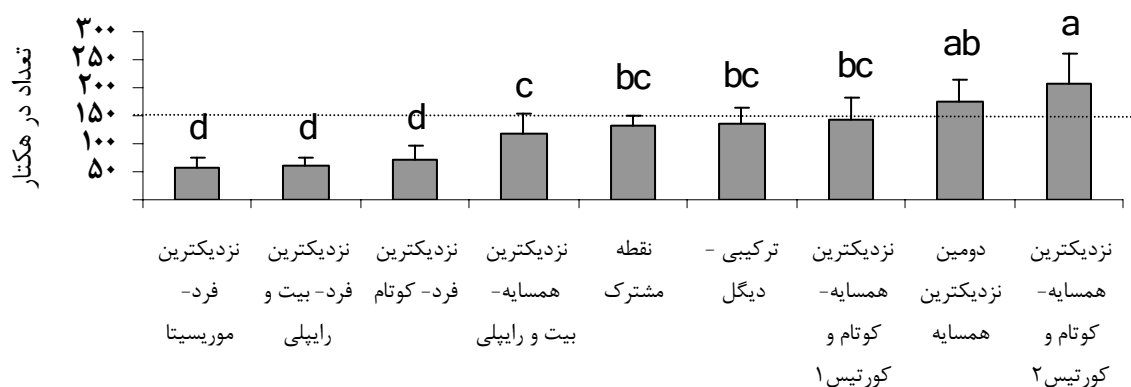 تعداد در هکتار
۳۰۰
۲۵۰
۲۰۰
۱۵۰
۱۰۰
۵۰
d
d
d
c
bc
bc
bc
ab
a
نزدیکترین
فرد-
موریسیتا
نزدیکترین
فرد- بیت و
رایپلی
نزدیکترین
فرد- کوتام
نزدیکترین
همسایه-
بیت و رایپلی
نقطه
مشترک
ترکیبی -
دیگل
نزدیکترین
همسایه-
کوتام و
کورتیس۱
دومین
نزدیکترین
همسایه
نزدیکترین
همسایه-
کوتام و
کورتیس۲